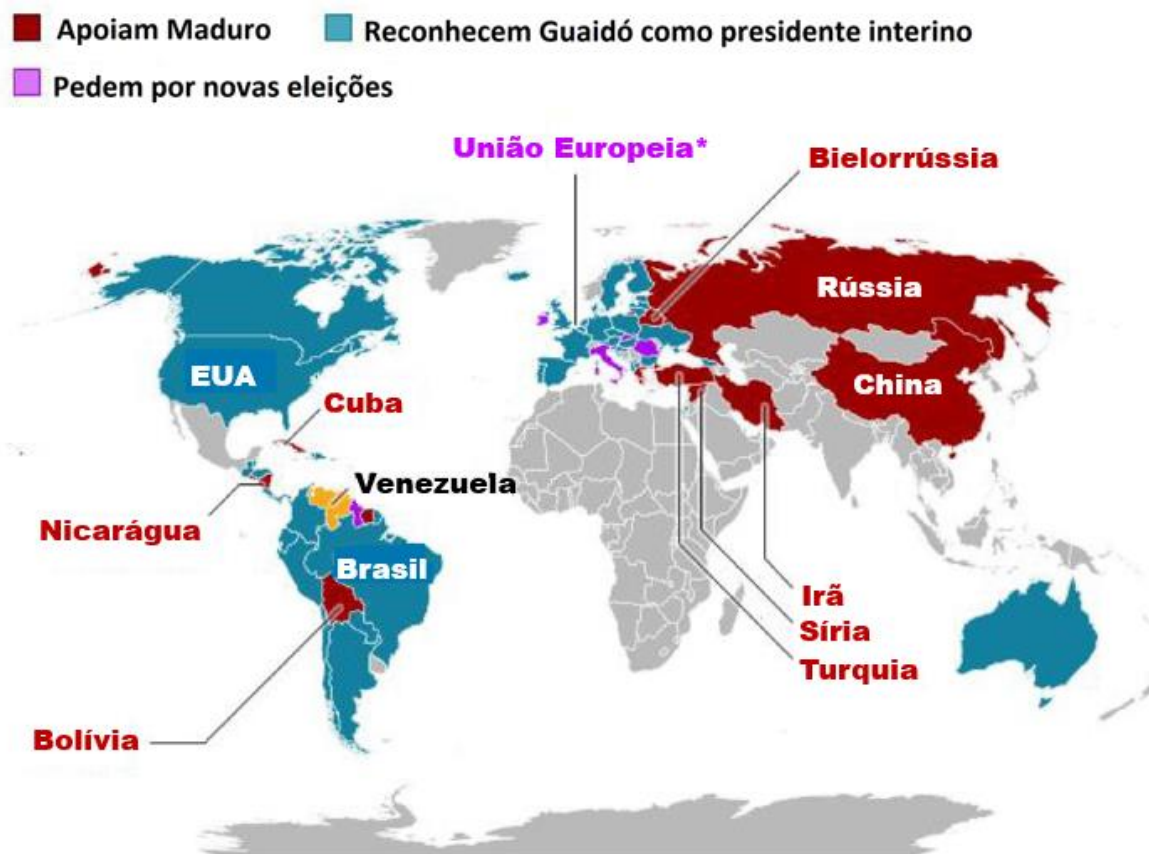 Apoiam Maduro
Reconhecem Guaidó como presidente interino
Pedem por novas eleições
União Europeia*
Bielorrússia
Rússia
EUA
China
Cuba
Venezuela
Nicarágua
Brasil
Irã
Síria
Turquia
Bolívia